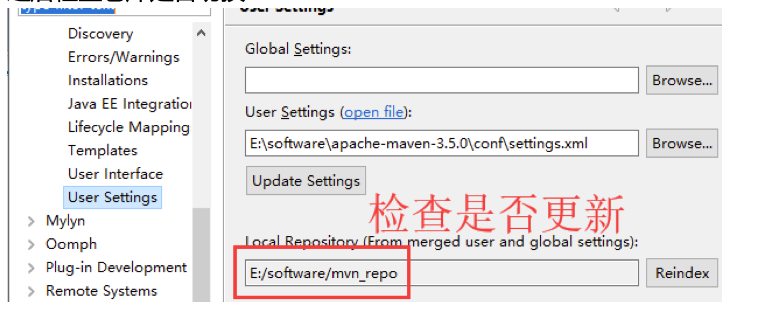 User Settings
Discovery
Errors/Warnings
Installations
Java EE Integration
Lifecycle Mapping
Templates
User Interface
User Settings
Mylyn
Oomph
Plug-in Development
Remote Systems
Global Settings:
Browse...
User Settings (open file):
E:\software\apache-maven-3.5.0\conf\settings.xml
Browse...
Update Settings
检查是否更新
Local Repository (From merged user and global settings):
E:/software/mvn_repo
Reindex